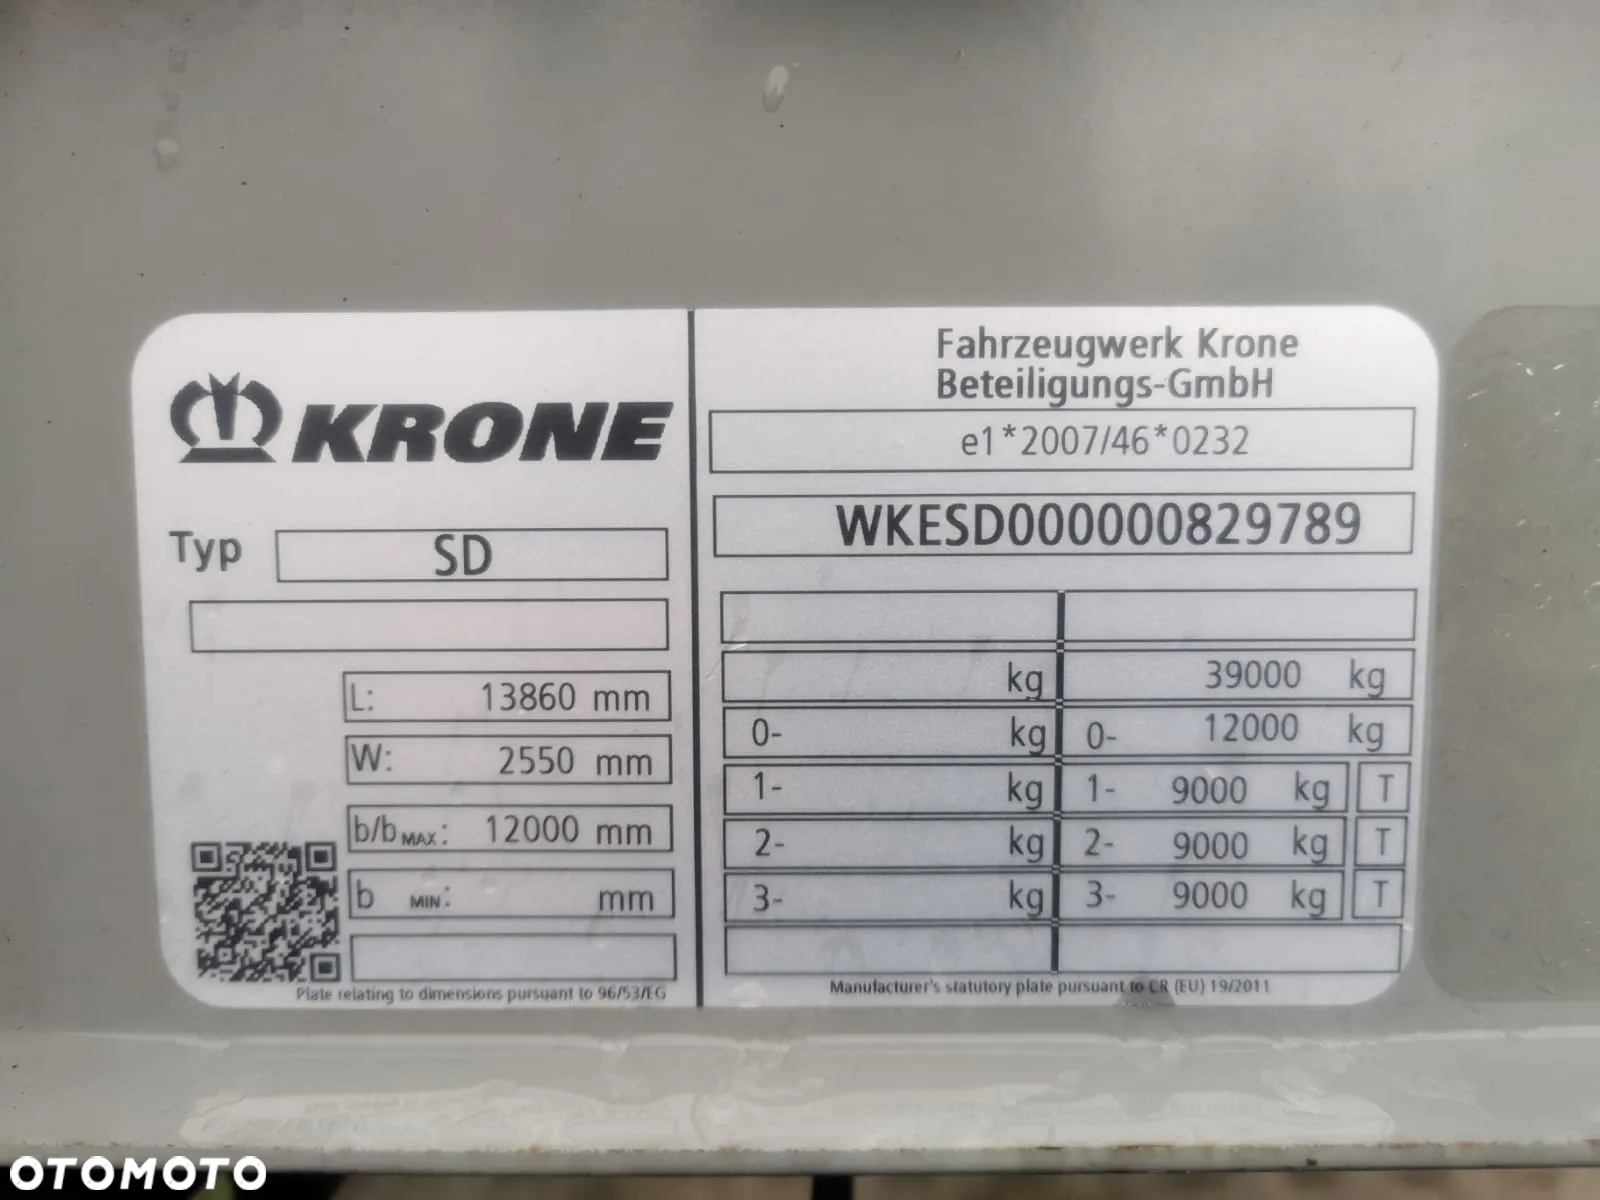 KRONE
Typ SD
L: 13860 mm
W: 2550 mm
b/b MAX: 12000 mm
b MIN: mm
Plate relating to dimensions pursuant to 96/53/EG
Fahrzeugwerk Krone
Beteiligungs-GmbH
e1*2007/46*0232
WKESD000000829789
kg 39000 kg
0- kg 0- 12000 kg
1- kg 1- 9000 kg T
2- kg 2- 9000 kg T
3- kg 3- 9000 kg T
Manufacturer's statutory plate pursuant to CR (EU) 19/2011
OTOMOTO